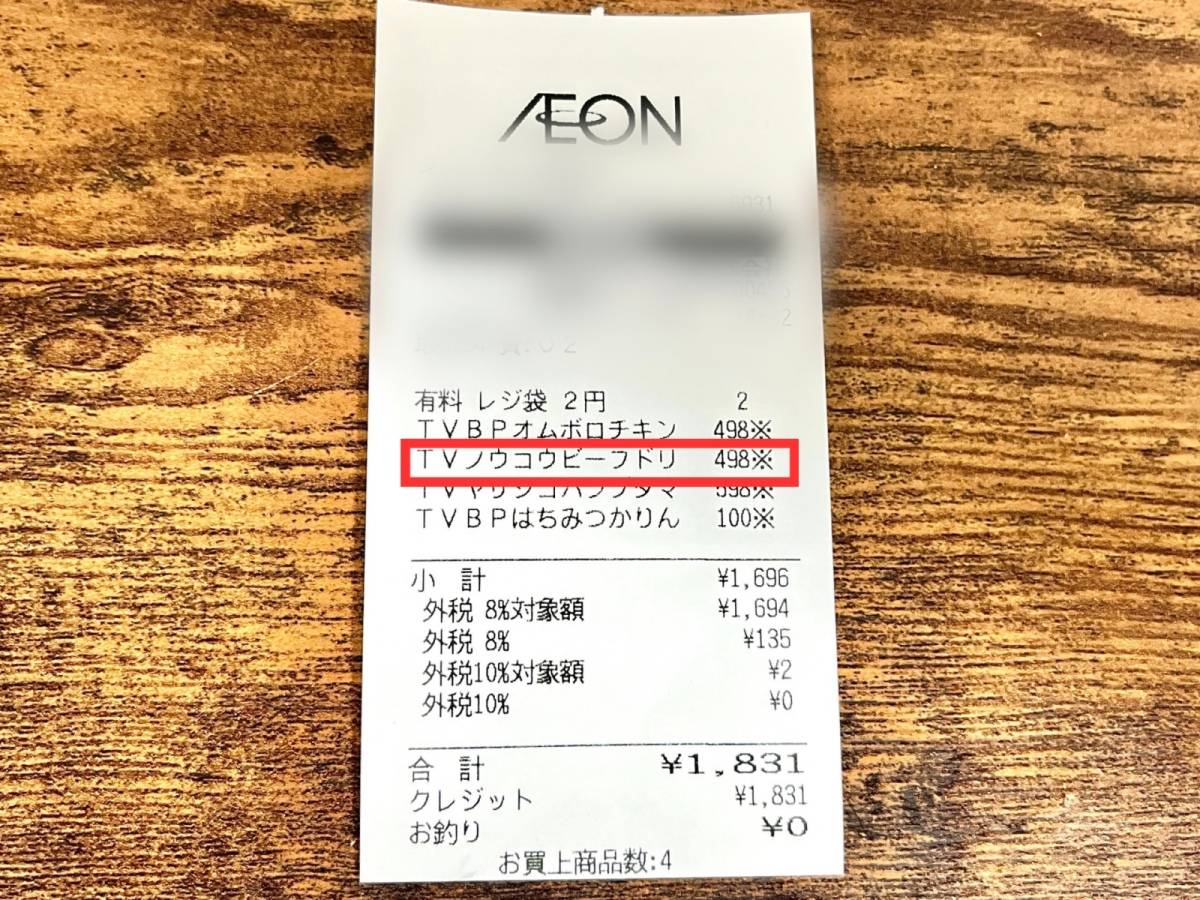 ÆON
有料 レジ袋 2円 2
TVBPオムボロチキン 498※
TVノウコウビーフドリ 498※
598※
TVBPはちみつかりん 100※
小 計 ¥1,696
外税 8%対象額 ¥1,694
外税 8% ¥135
外税10%対象額 ¥2
外税10% ¥0
合 計 ¥1,831
クレジット ¥1,831
お釣り ¥0
お買上商品数:4